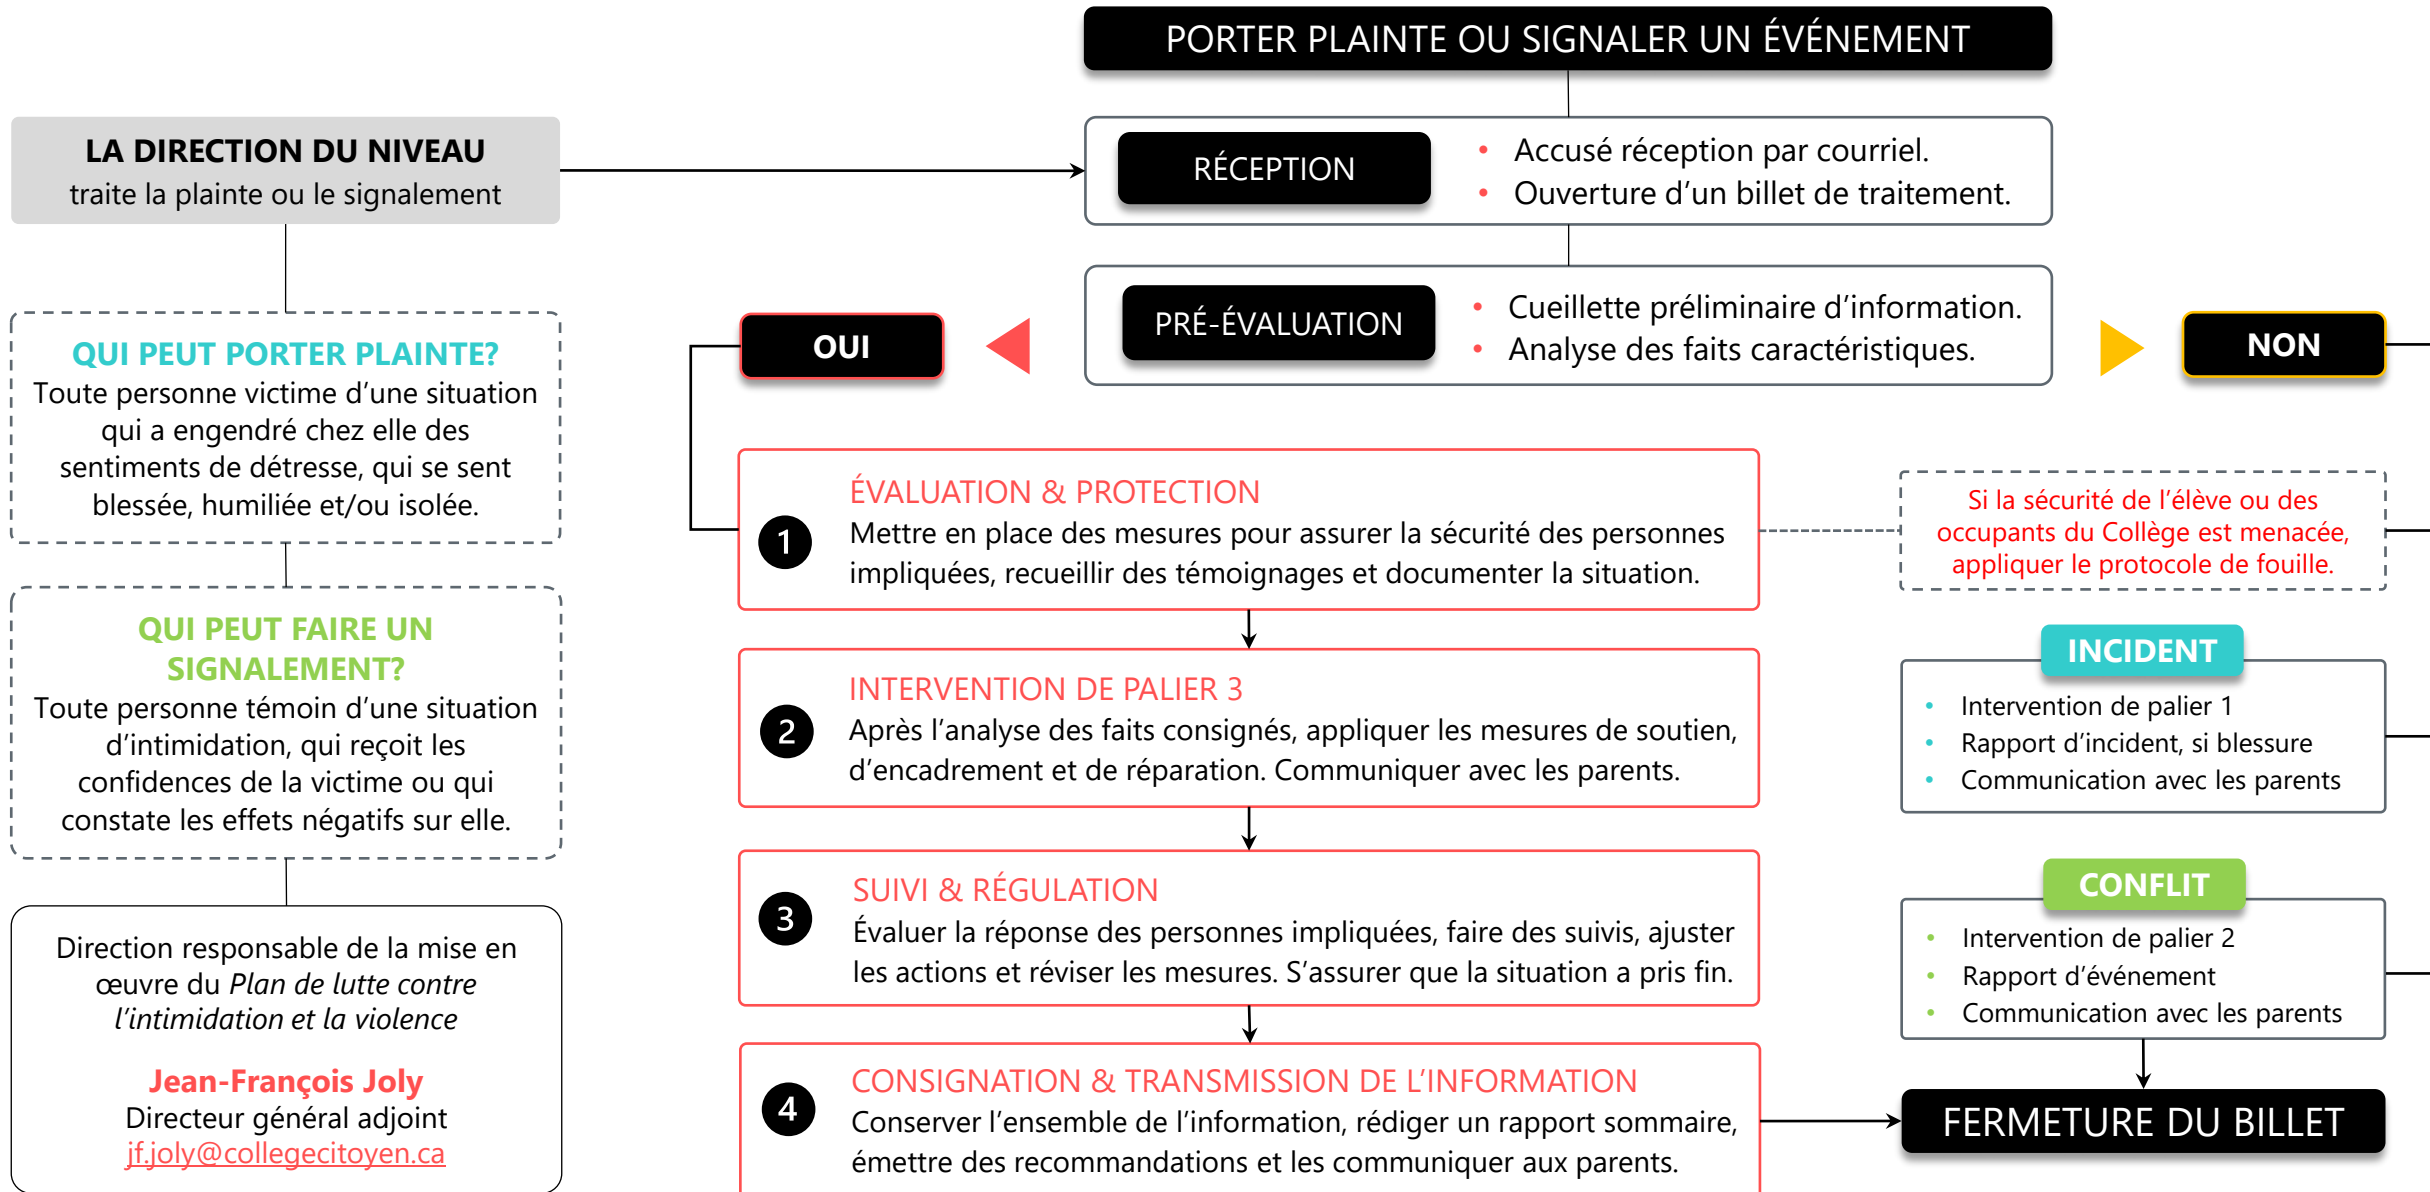 PORTER PLAINTE OU SIGNALER UN ÉVÉNEMENT
LA DIRECTION DU NIVEAU
traite la plainte ou le signalement
RÉCEPTION
• Accusé réception par courriel.
• Ouverture d’un billet de traitement.
PRÉ-ÉVALUATION
• Cueillette préliminaire d’information.
• Analyse des faits caractéristiques.
OUI
NON
QUI PEUT PORTER PLAINTE?
Toute personne victime d’une situation
qui a engendré chez elle des
sentiments de détresse, qui se sent
blessée, humiliée et/ou isolée.
QUI PEUT FAIRE UN
SIGNALEMENT?
Toute personne témoin d’une situation
d’intimidation, qui reçoit les
confidences de la victime ou qui
constate les effets négatifs sur elle.
Direction responsable de la mise en
œuvre du Plan de lutte contre
l’intimidation et la violence
Jean-François Joly
Directeur général adjoint
jf.joly@collegecitoyen.ca
1
ÉVALUATION & PROTECTION
Mettre en place des mesures pour assurer la sécurité des personnes
impliquées, recueillir des témoignages et documenter la situation.
2
INTERVENTION DE PALIER 3
Après l’analyse des faits consignés, appliquer les mesures de soutien,
d’encadrement et de réparation. Communiquer avec les parents.
3
SUIVI & RÉGULATION
Évaluer la réponse des personnes impliquées, faire des suivis, ajuster
les actions et réviser les mesures. S’assurer que la situation a pris fin.
4
CONSIGNATION & TRANSMISSION DE L’INFORMATION
Conserver l’ensemble de l’information, rédiger un rapport sommaire,
émettre des recommandations et les communiquer aux parents.
Si la sécurité de l’élève ou des
occupants du Collège est menacée,
appliquer le protocole de fouille.
INCIDENT
• Intervention de palier 1
• Rapport d’incident, si blessure
• Communication avec les parents
CONFLIT
• Intervention de palier 2
• Rapport d’événement
• Communication avec les parents
FERMETURE DU BILLET